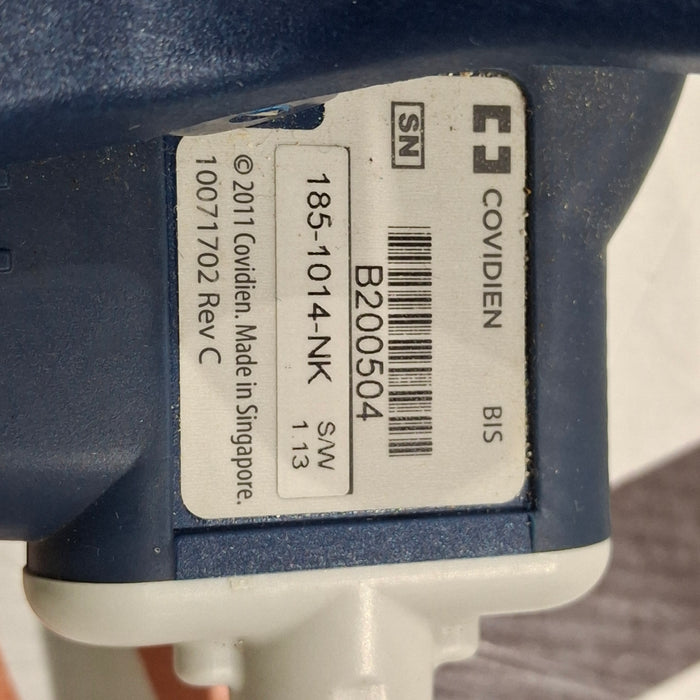 COVIDIEN BIS
SN
B200504
185-1014-NK S/W 1.13
© 2011 Covidien. Made in Singapore.
10071702 Rev C